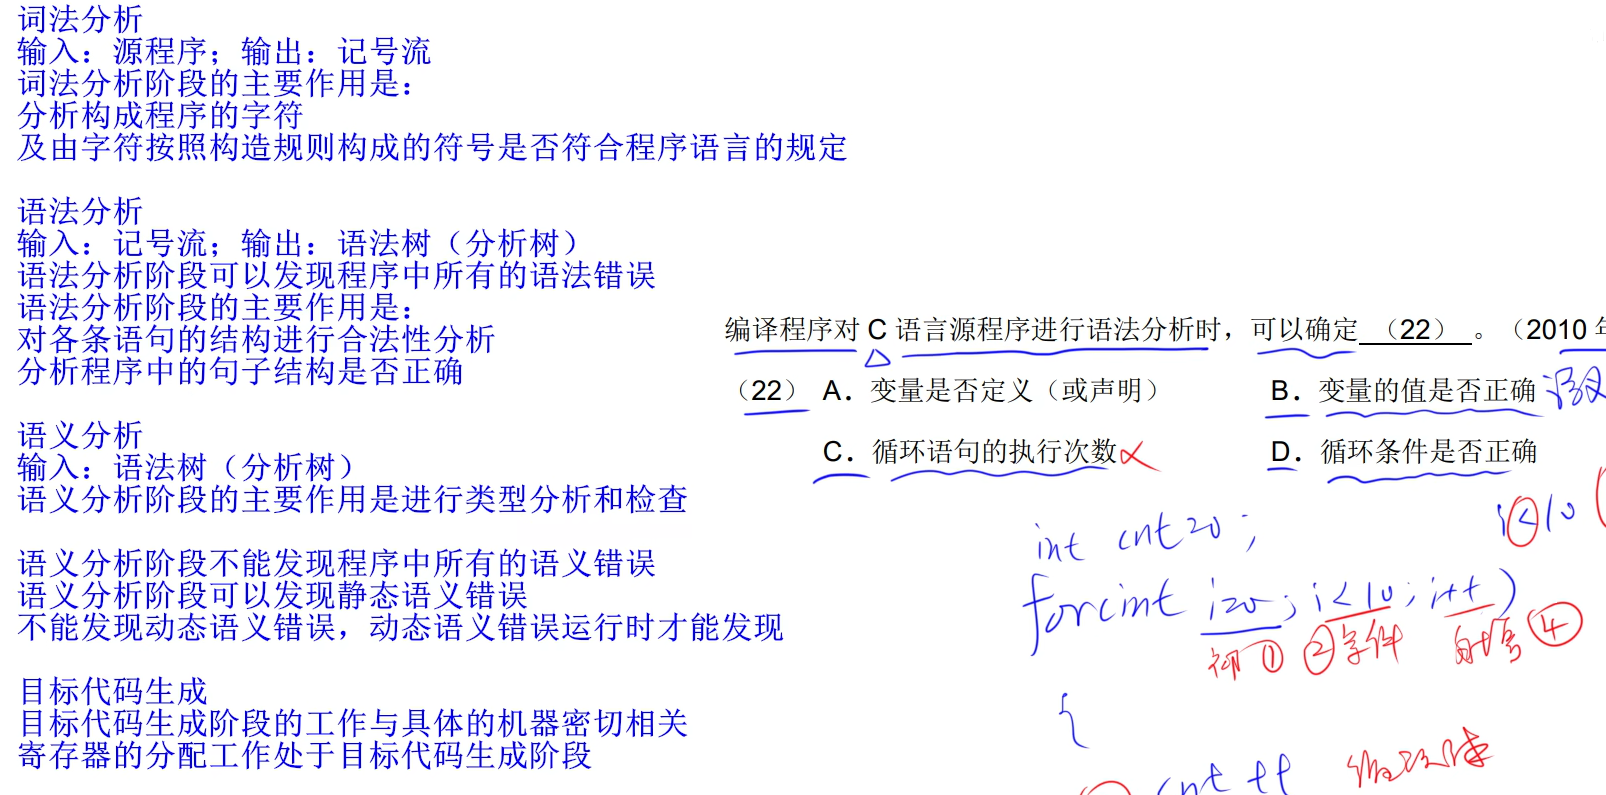 词法分析
输入：源程序；输出：记号流
词法分析阶段的主要作用是：
分析构成程序的字符
及由字符按照构造规则构成的符号是否符合程序语言的规定
语法分析
输入：记号流；输出：语法树（分析树）
语法分析阶段可以发现程序中所有的语法错误
语法分析阶段的主要作用是：
对各条语句的结构进行合法性分析
分析程序中的句子结构是否正确
语义分析
输入：语法树（分析树）
语义分析阶段的主要作用是进行类型分析和检查
语义分析阶段不能发现程序中所有的语义错误
语义分析阶段可以发现静态语义错误
不能发现动态语义错误，动态语义错误运行时才能发现
目标代码生成
目标代码生成阶段的工作与具体的机器密切相关
寄存器的分配工作处于目标代码生成阶段
编译程序对 C 语言源程序进行语法分析时，可以确定 （22） 。（2010 年
（22） A．变量是否定义（或声明） B．变量的值是否正确 语义
C．循环语句的执行次数 D．循环条件是否正确
i<10
int cnt=0;
for(int i=0; i<10; i++)
初① ②条件 自增④
{
cnt++ 循环体